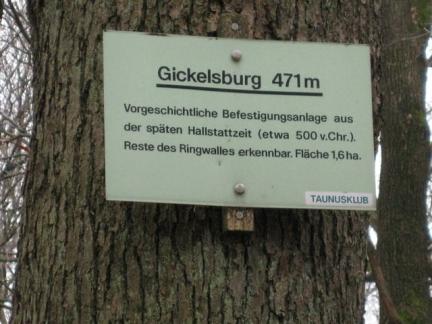 Gickelsburg 471m
Vorgeschichtliche Befestigungsanlage aus
der späten Hallstattzeit (etwa 500 v.Chr.).
Reste des Ringwalles erkennbar. Fläche 1,6 ha.
TAUNUSKLUB